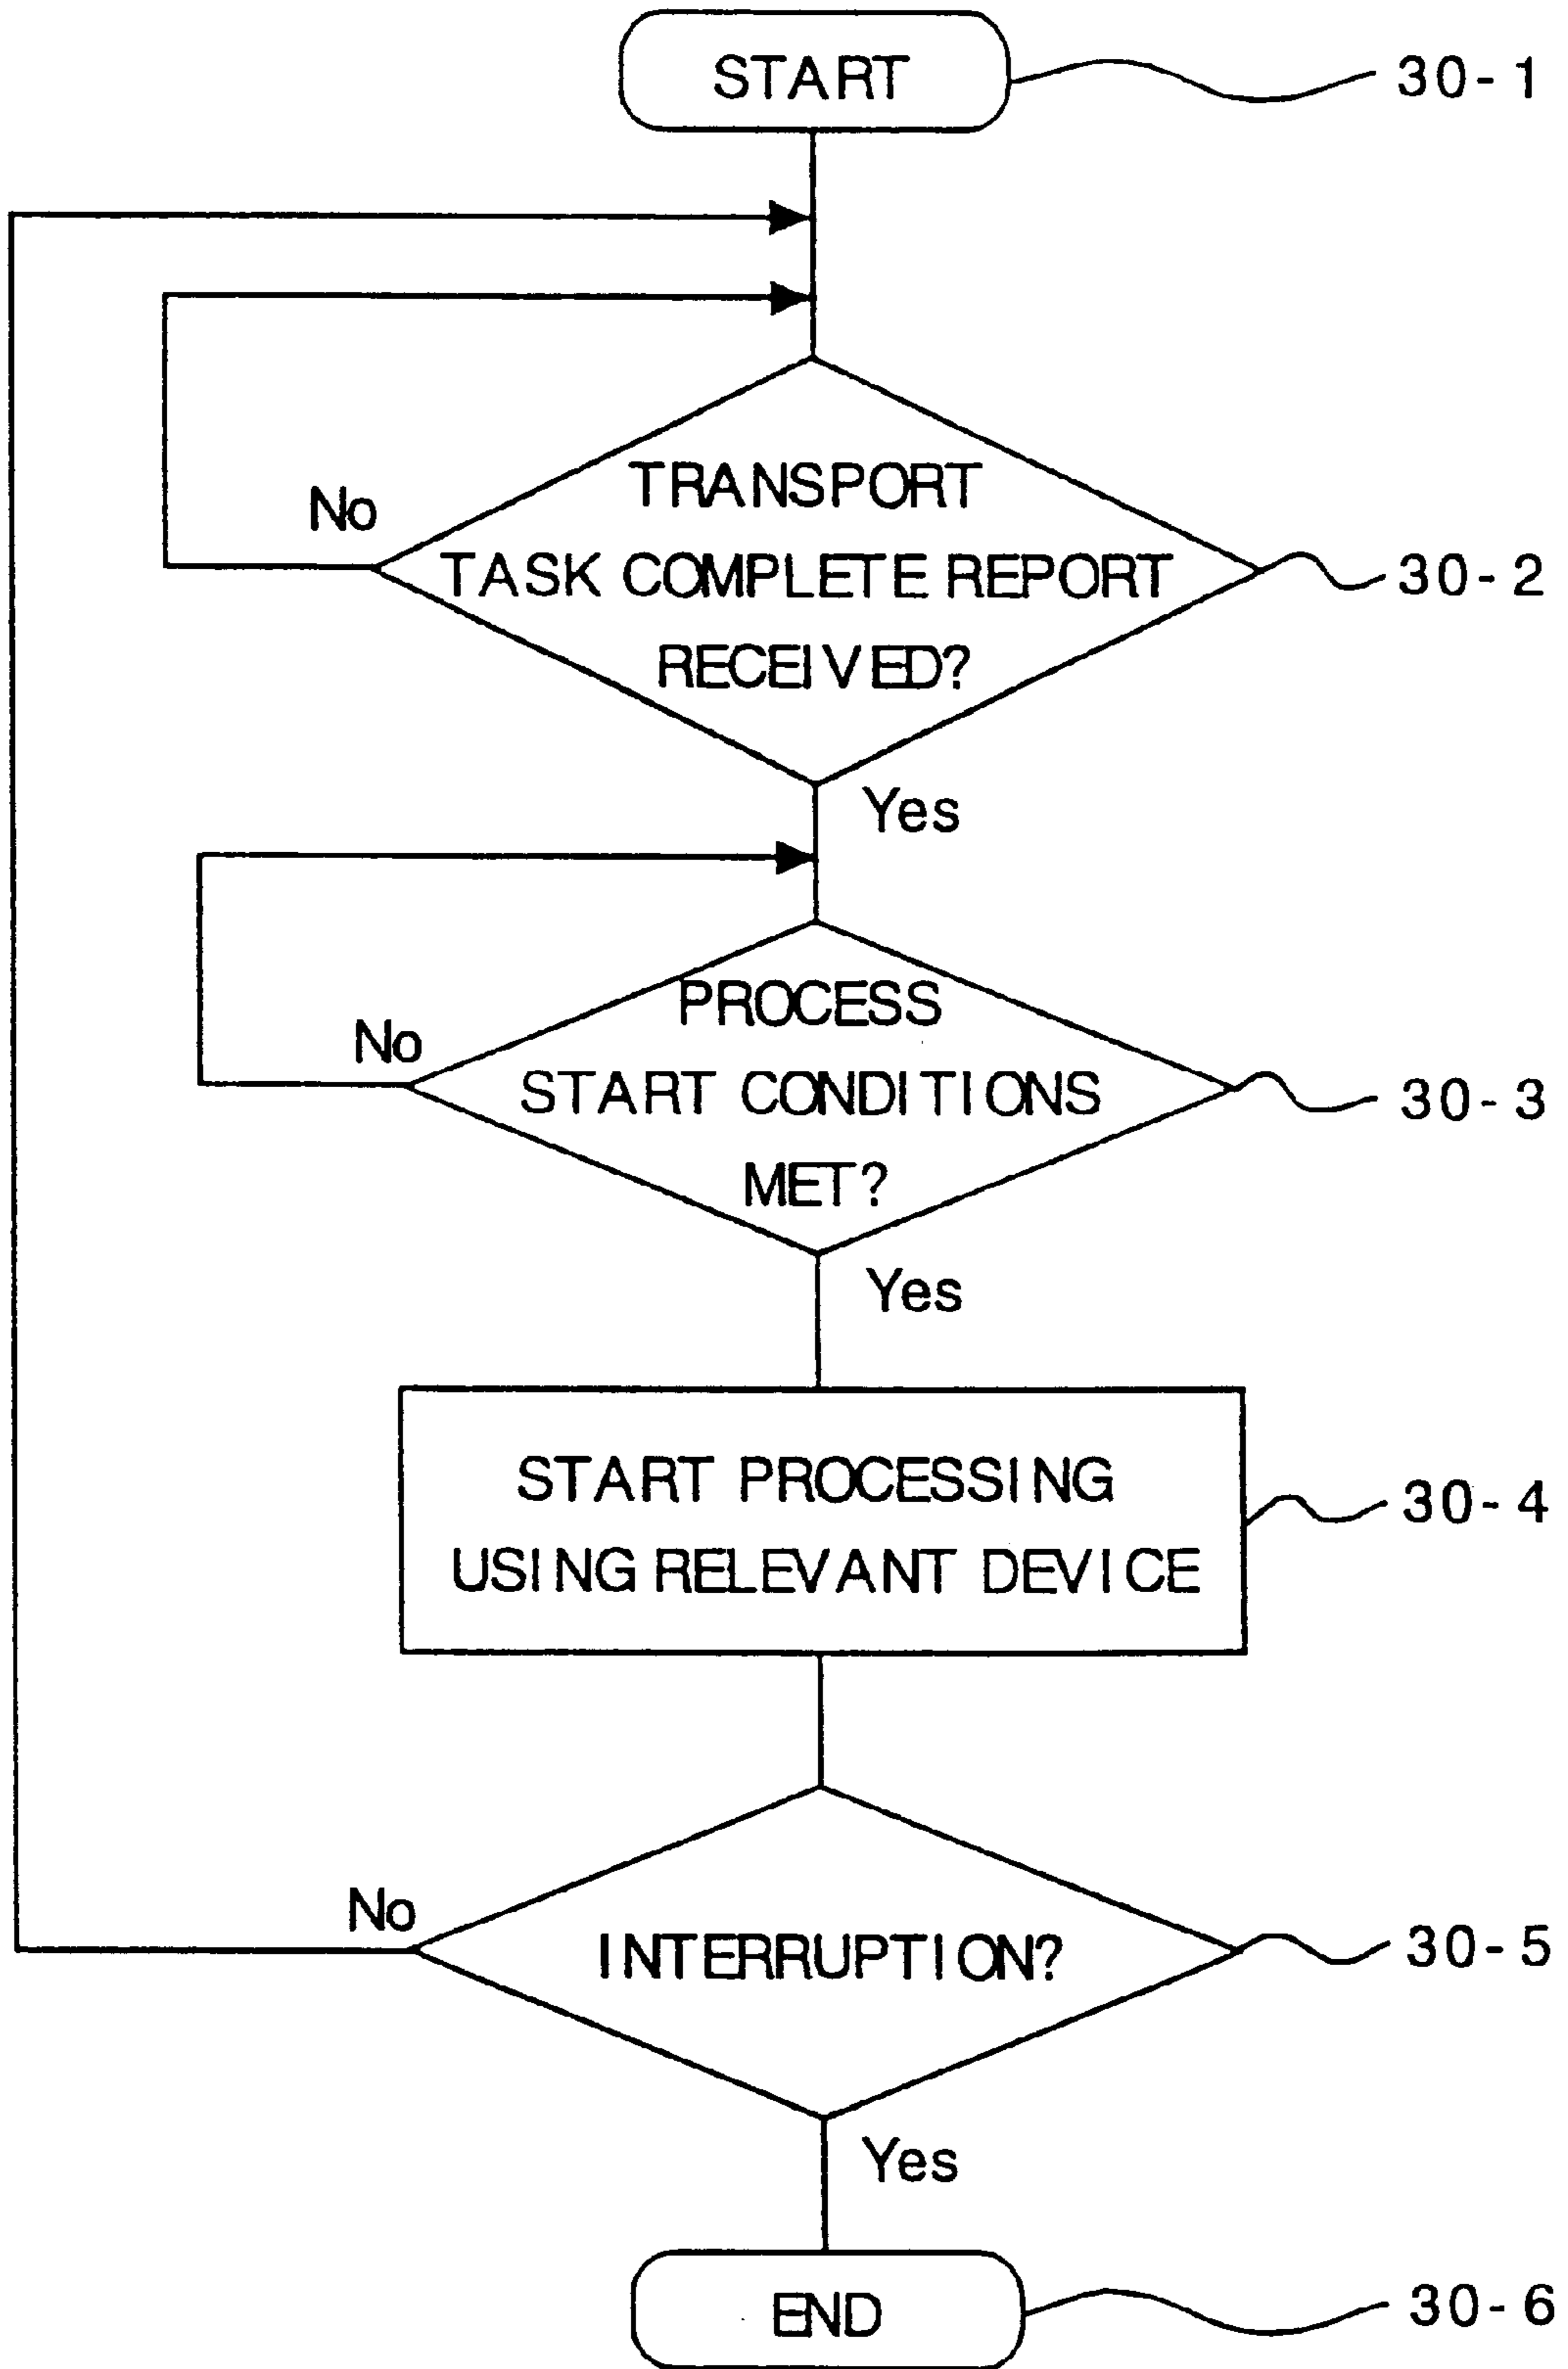 START
30-1
No
TRANSPORT
TASK COMPLETE REPORT
RECEIVED?
30-2
Yes
No
PROCESS
START CONDITIONS
MET?
30-3
Yes
START PROCESSING
USING RELEVANT DEVICE
30-4
No
INTERRUPTION?
30-5
Yes
END
30-6